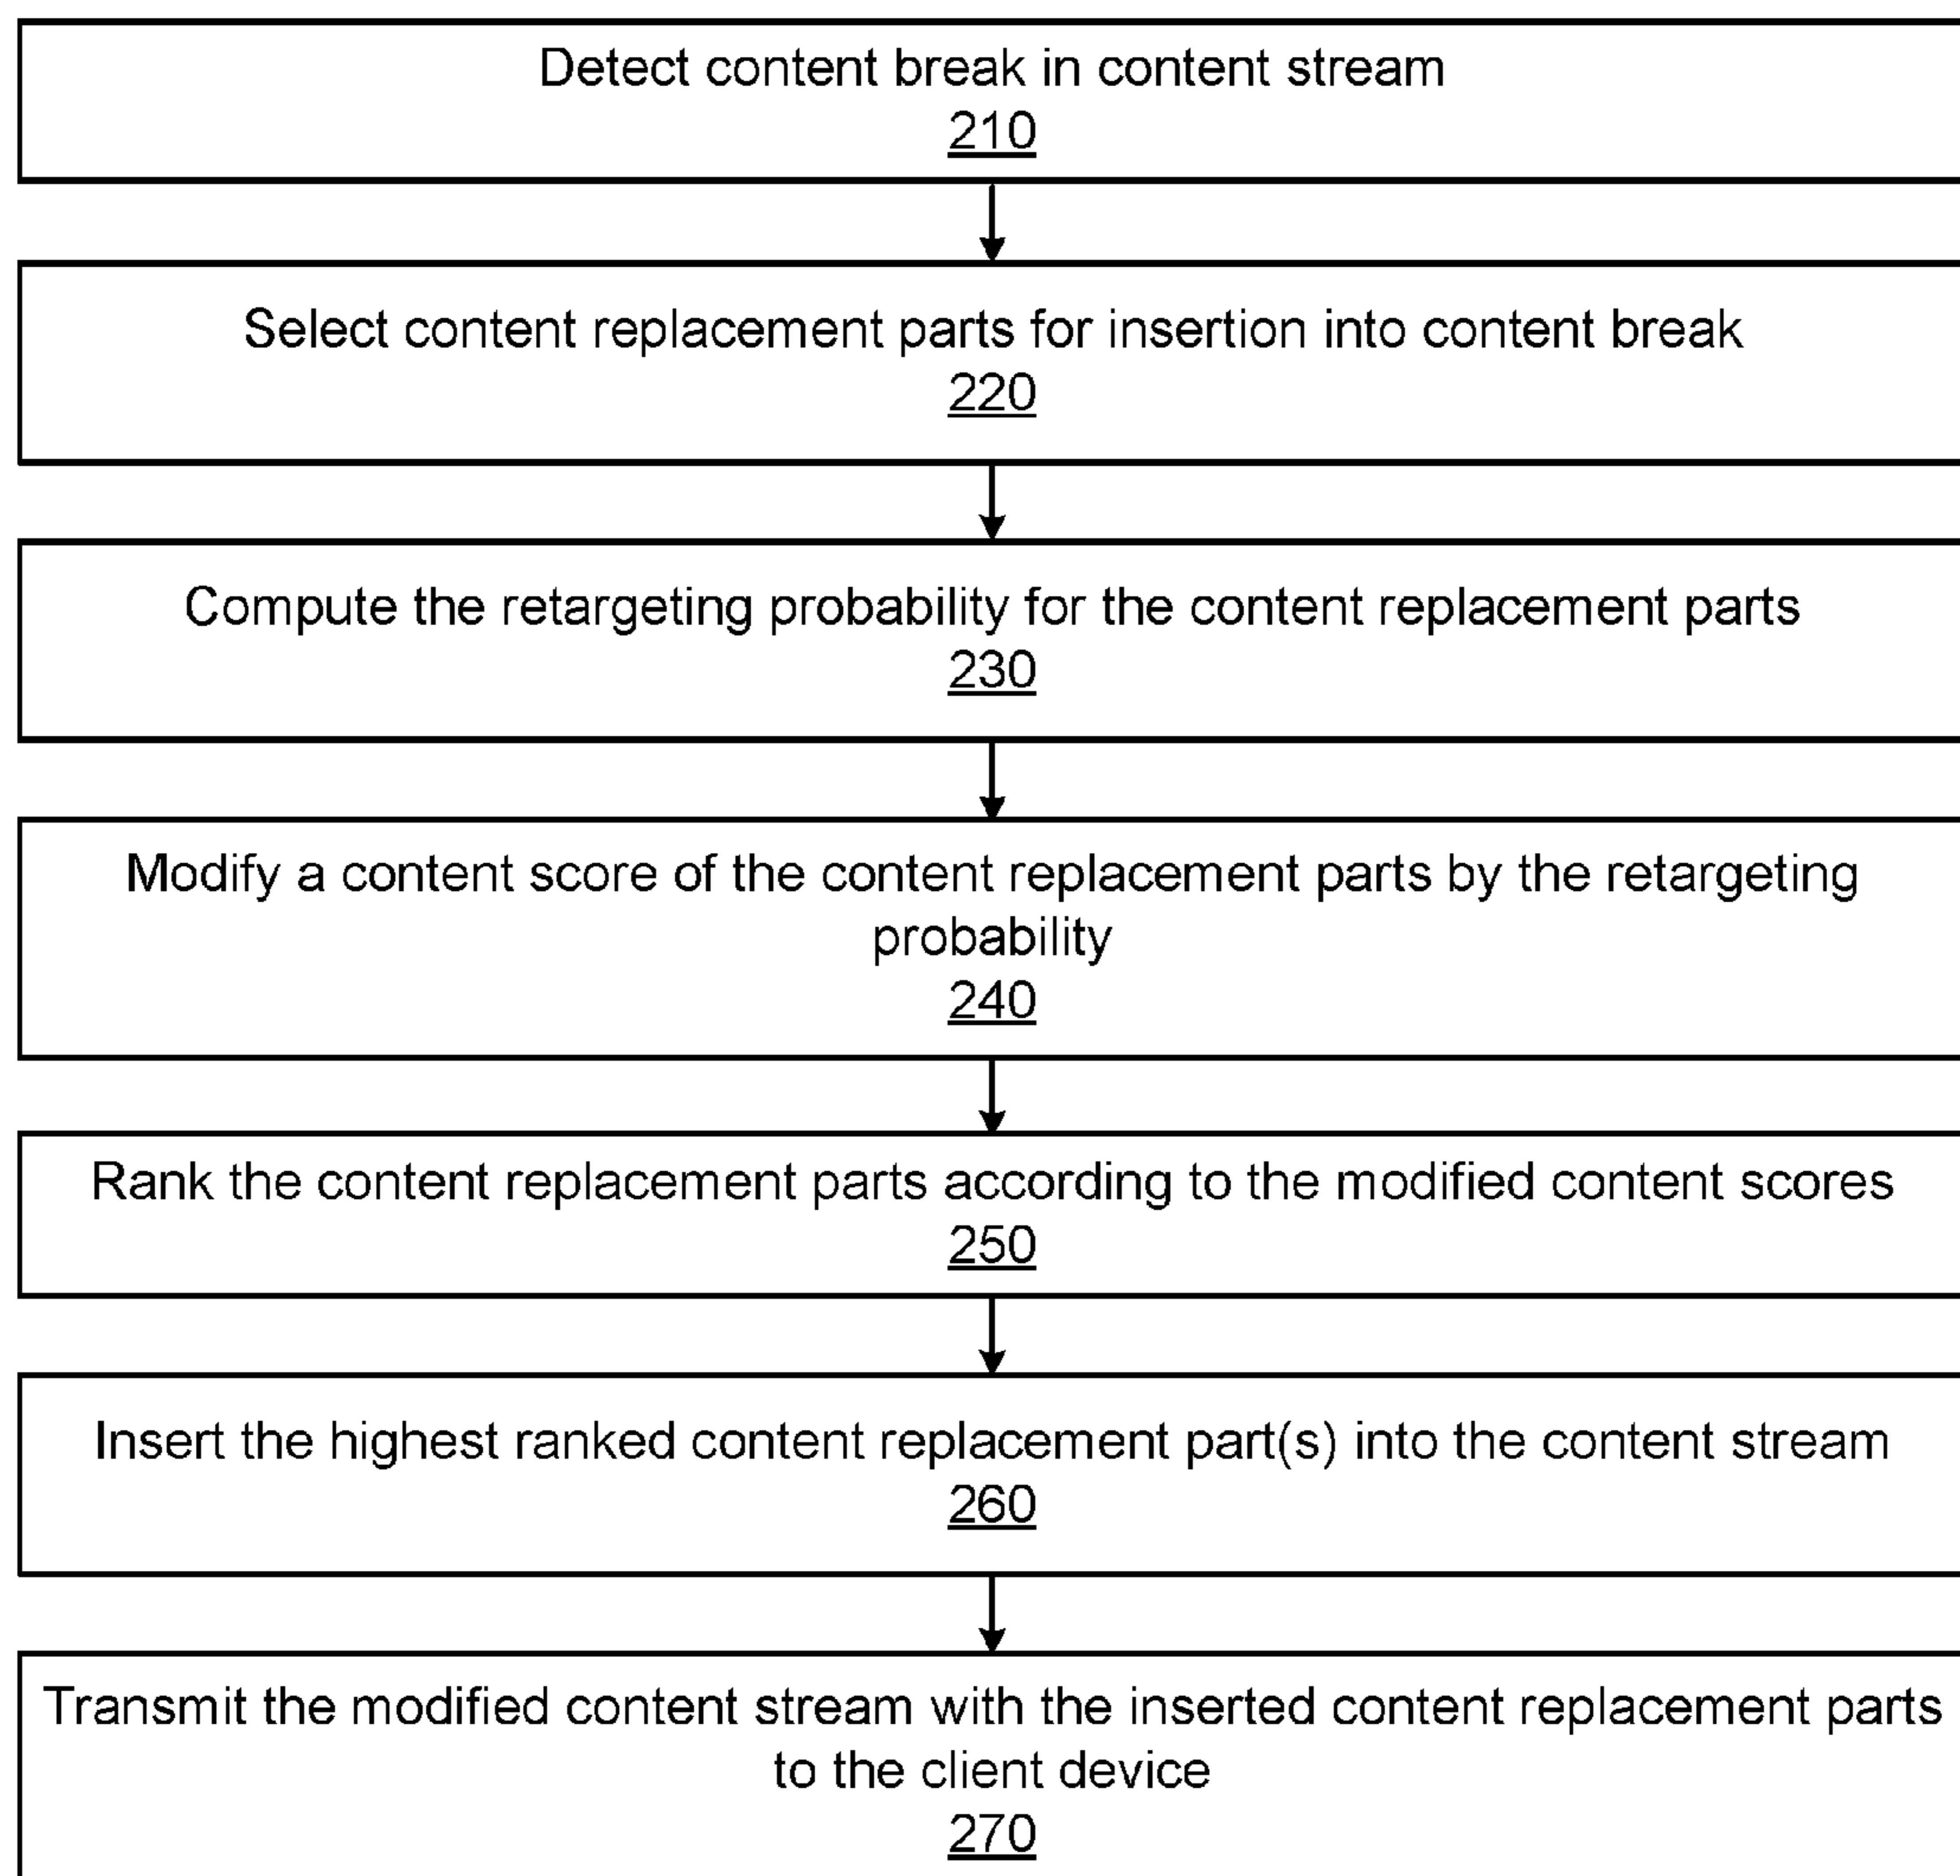 Detect content break in content stream
210
Select content replacement parts for insertion into content break
220
Compute the retargeting probability for the content replacement parts
230
Modify a content score of the content replacement parts by the retargeting
probability
240
Rank the content replacement parts according to the modified content scores
250
Insert the highest ranked content replacement part(s) into the content stream
260
Transmit the modified content stream with the inserted content replacement parts
to the client device
270